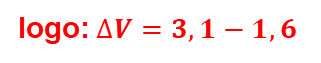 logo: ΔV = 3,1 − 1,6